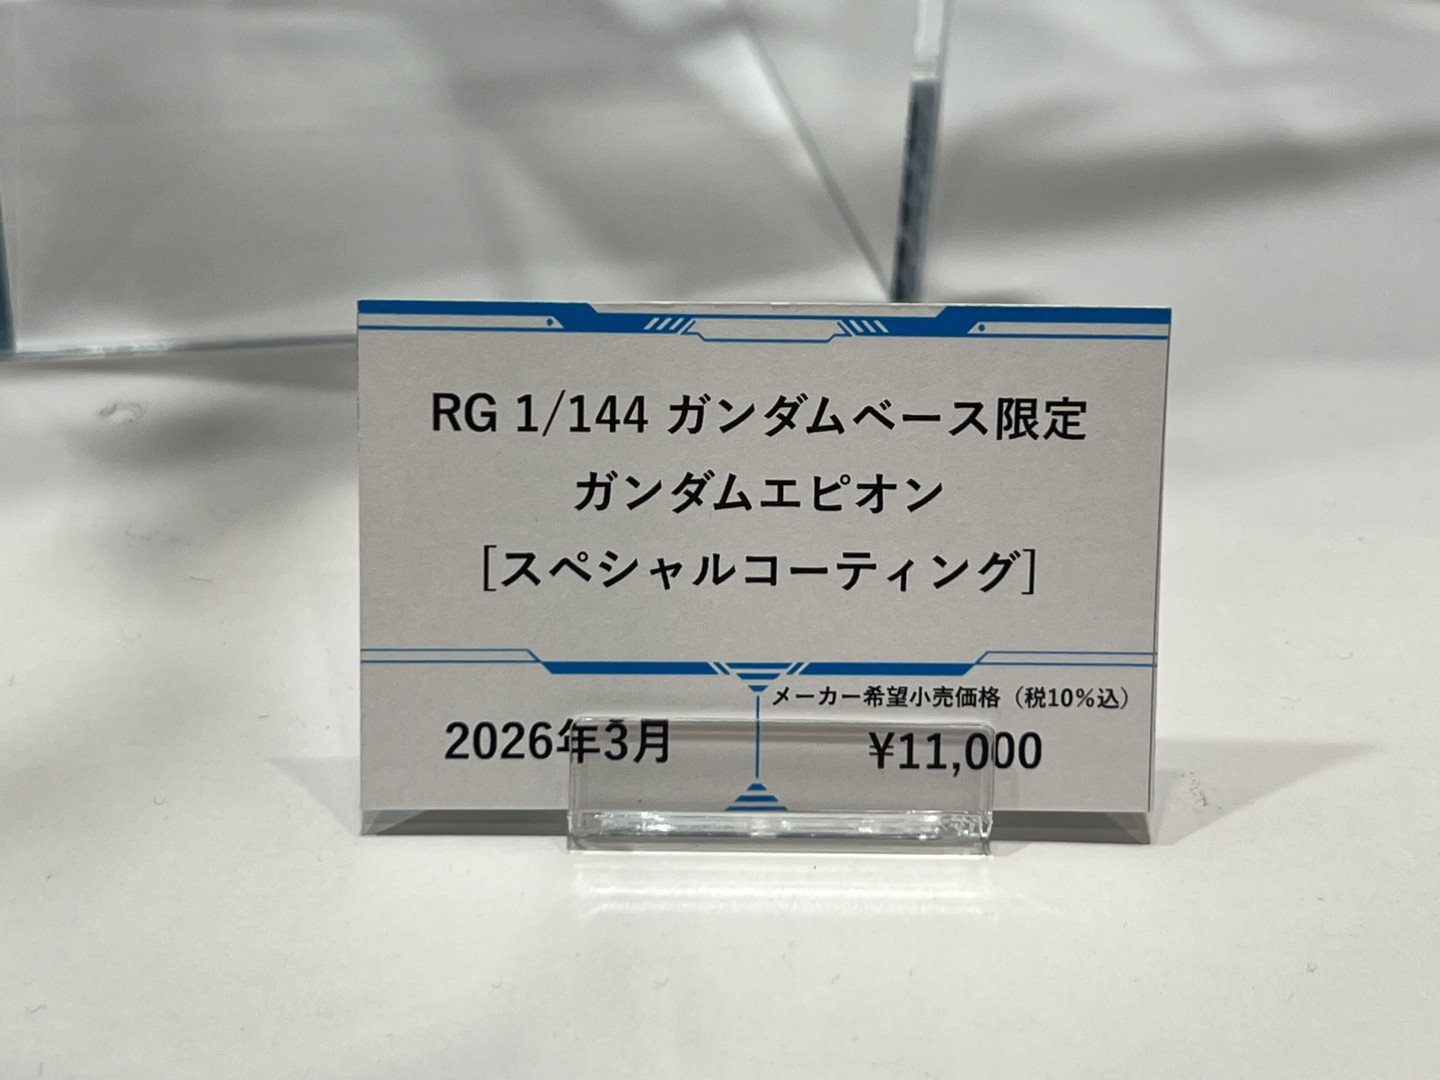 RG 1/144 ガンダムベース限定
ガンダムエピオン
[スペシャルコーティング]
メーカー希望小売価格（税10%込）
2026年3月
¥11,000